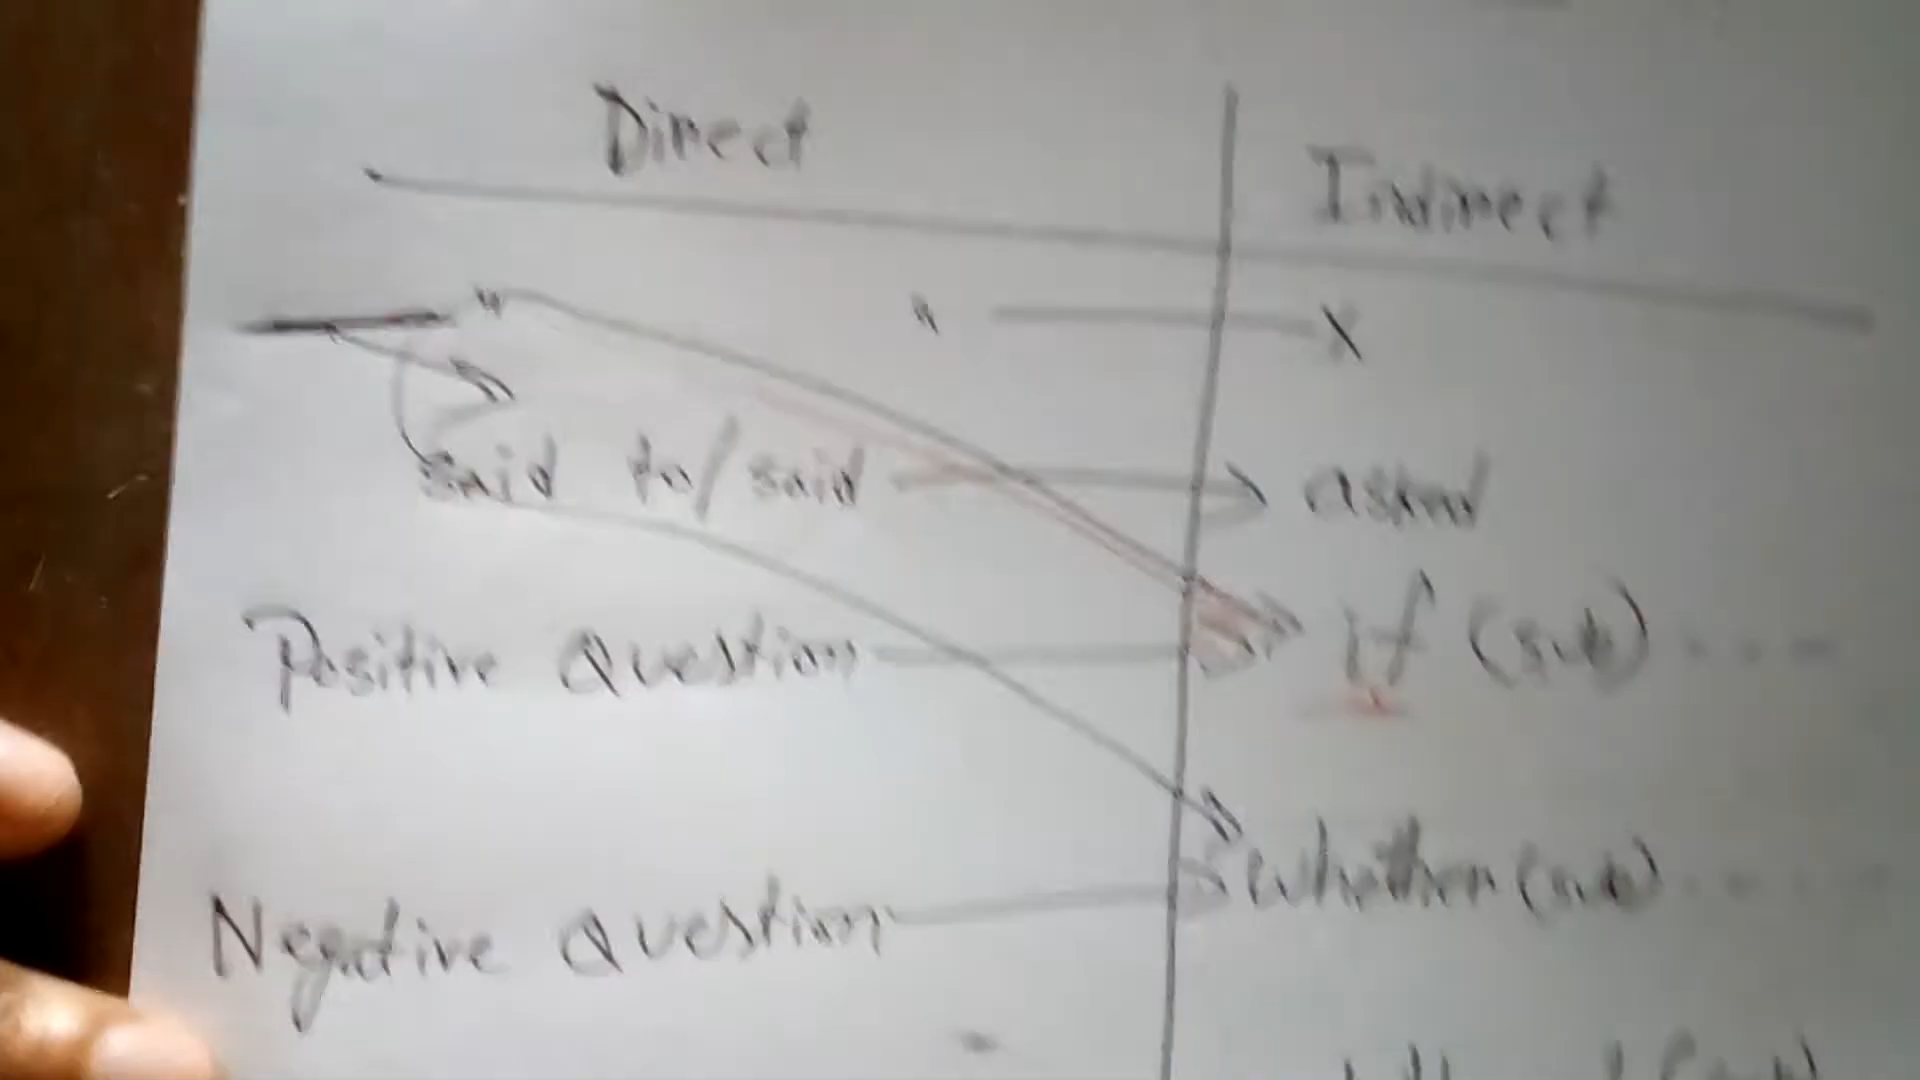 Direct
Indirect
" " X
said to/said asked
Positive Question if (sub) ...
Negative Question whether (sub) ....